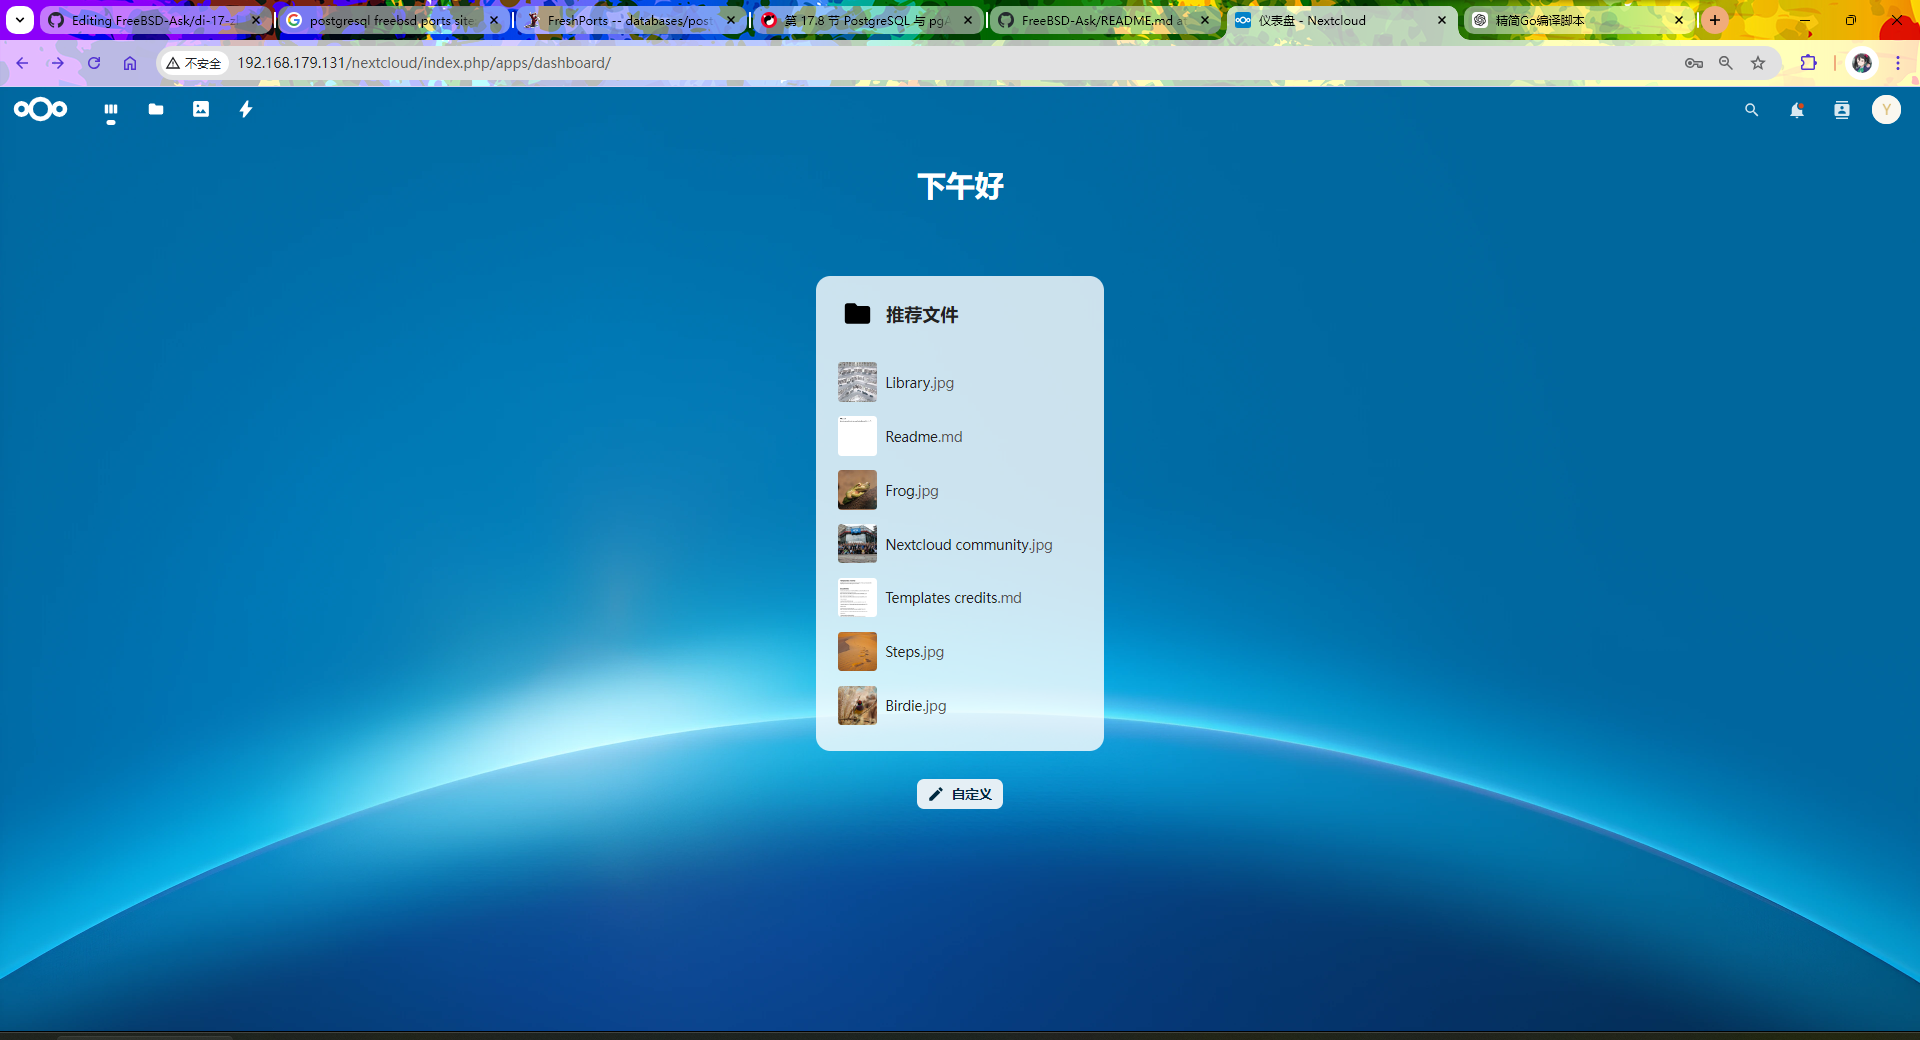 Editing FreeBSD-Ask/di-17-z
postgresql freebsd ports site
FreshPorts -- databases/post
第 17.8 节 PostgreSQL 与 pgA
FreeBSD-Ask/README.md a
仪表盘 - Nextcloud
精简Go编译脚本
不安全
192.168.179.131/nextcloud/index.php/apps/dashboard/
Y
下午好
推荐文件
Library.jpg
Readme.md
Frog.jpg
Nextcloud community.jpg
Templates credits.md
Steps.jpg
Birdie.jpg
自定义